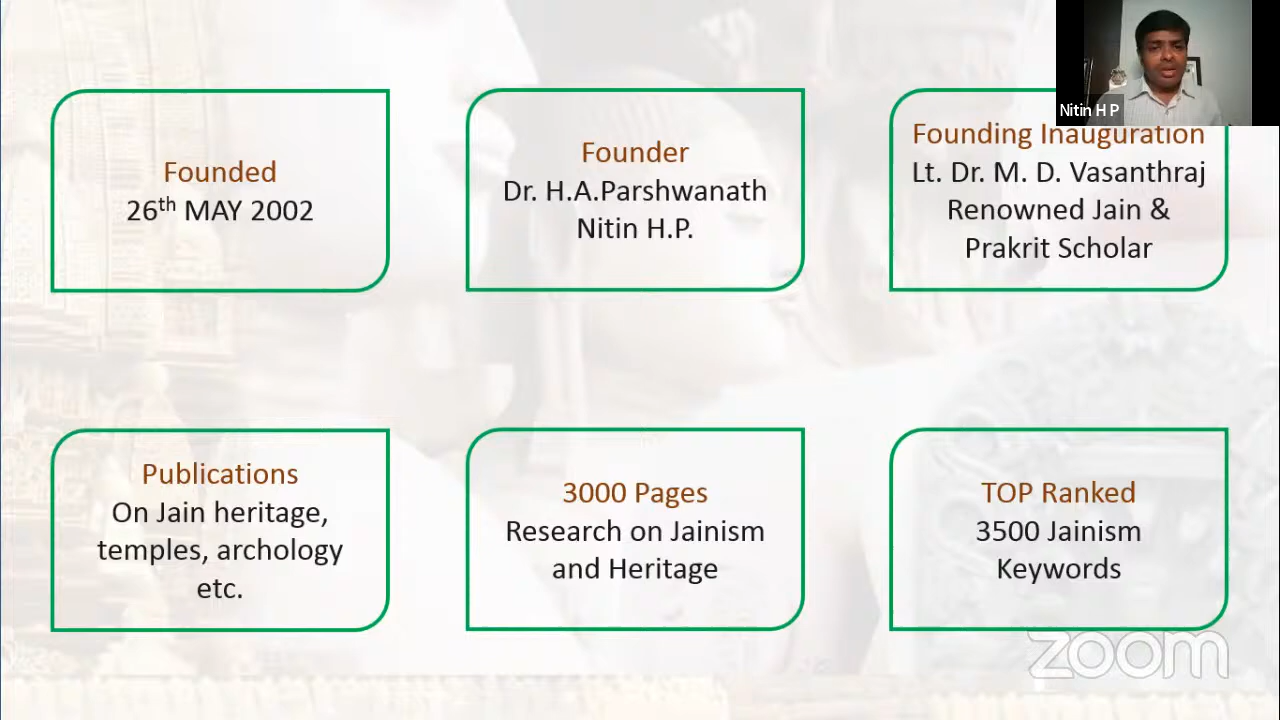 Founded
26th MAY 2002
Founder
Dr. H.A.Parshwanath
Nitin H.P.
Nitin H P
Founding Inauguration
Lt. Dr. M. D. Vasanthraj
Renowned Jain &
Prakrit Scholar
Publications
On Jain heritage,
temples, archology
etc.
3000 Pages
Research on Jainism
and Heritage
TOP Ranked
3500 Jainism
Keywords
zoom